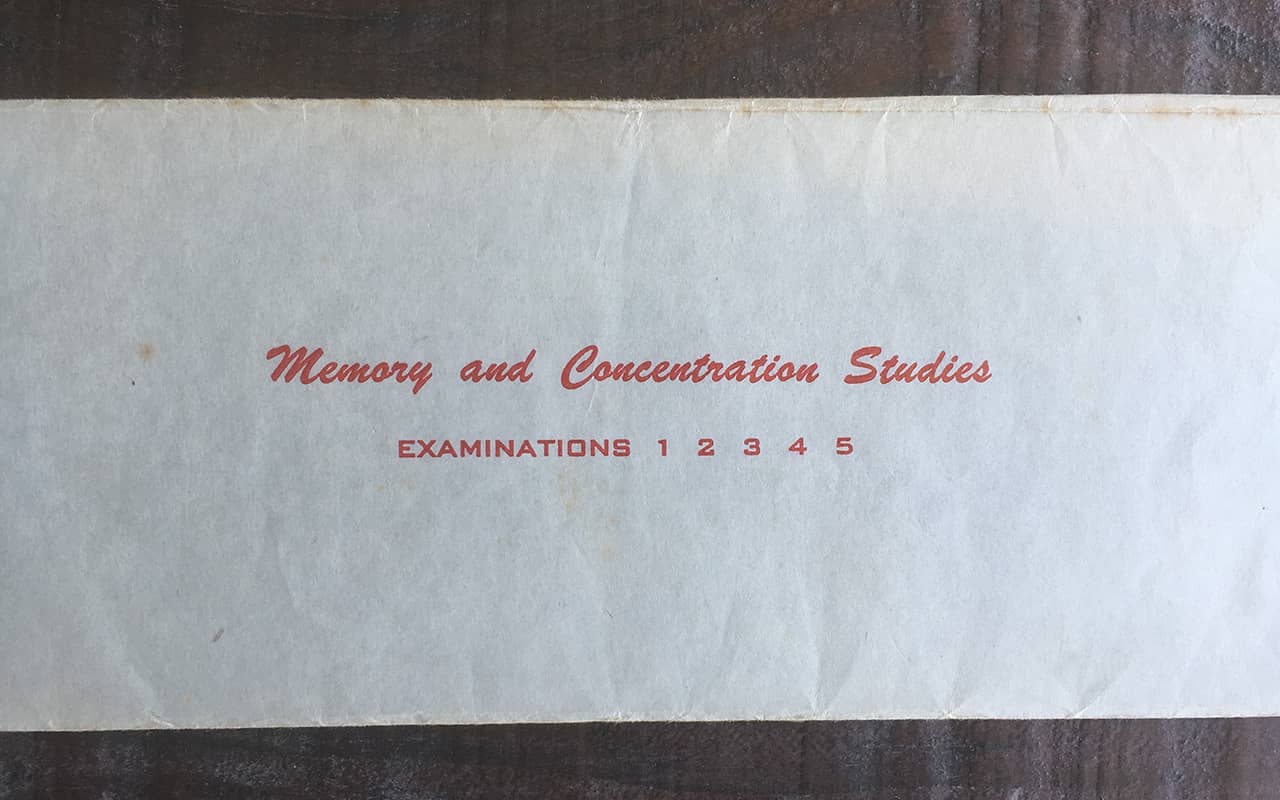 Memory and Concentration Studies
EXAMINATIONS 1 2 3 4 5